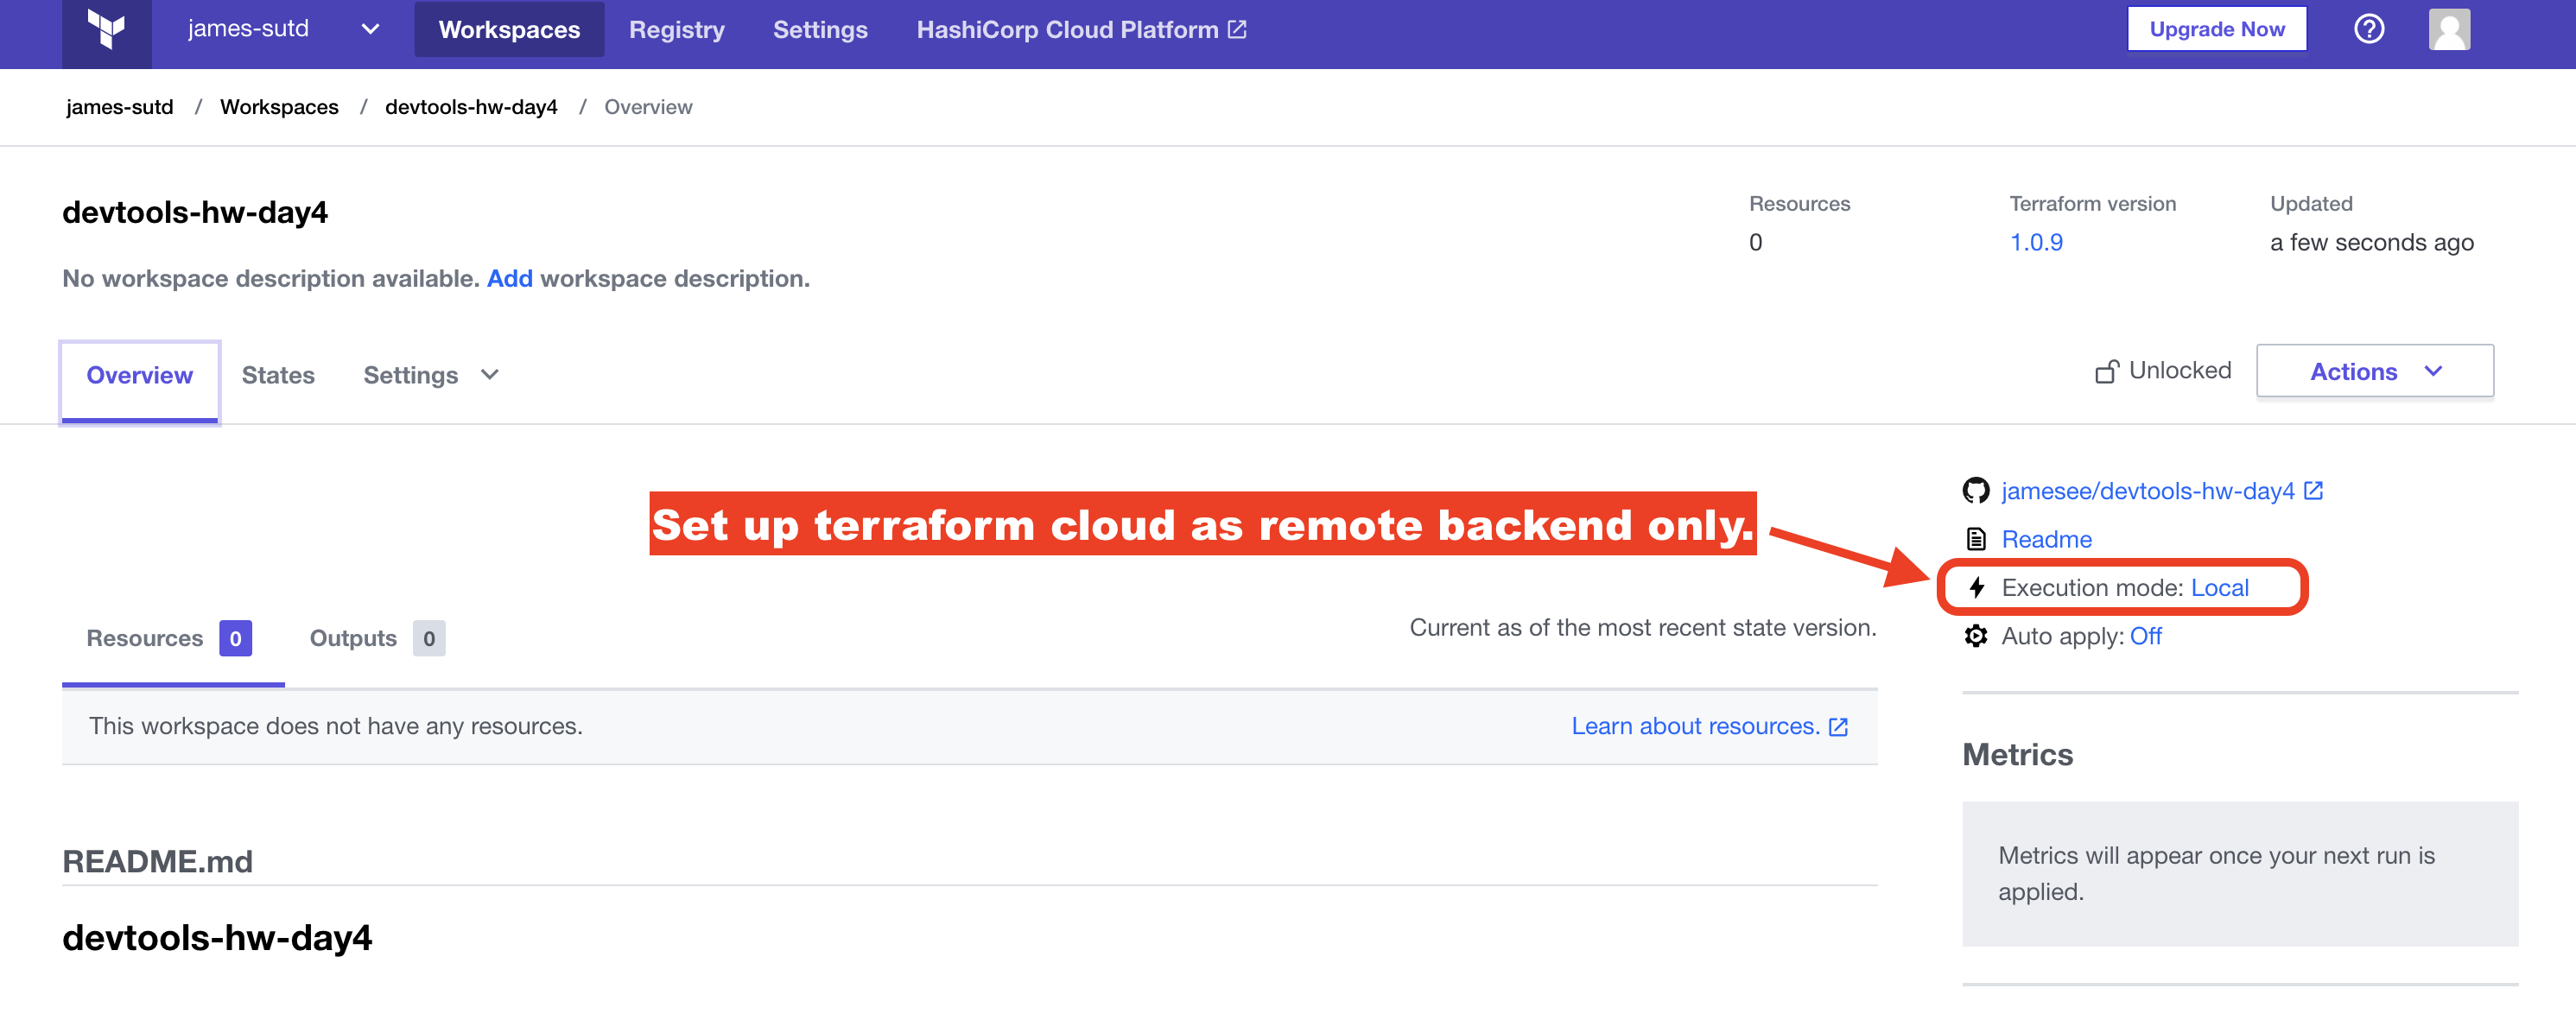 james-sutd Workspaces Registry Settings HashiCorp Cloud Platform Upgrade Now
james-sutd / Workspaces / devtools-hw-day4 / Overview
devtools-hw-day4
No workspace description available. Add workspace description.
Resources
0
Terraform version
1.0.9
Updated
a few seconds ago
Overview States Settings
Unlocked Actions
Set up terraform cloud as remote backend only.
jamesee/devtools-hw-day4
Readme
Execution mode: Local
Auto apply: Off
Resources 0 Outputs 0
Current as of the most recent state version.
This workspace does not have any resources. Learn about resources.
Metrics
Metrics will appear once your next run is
applied.
README.md
devtools-hw-day4